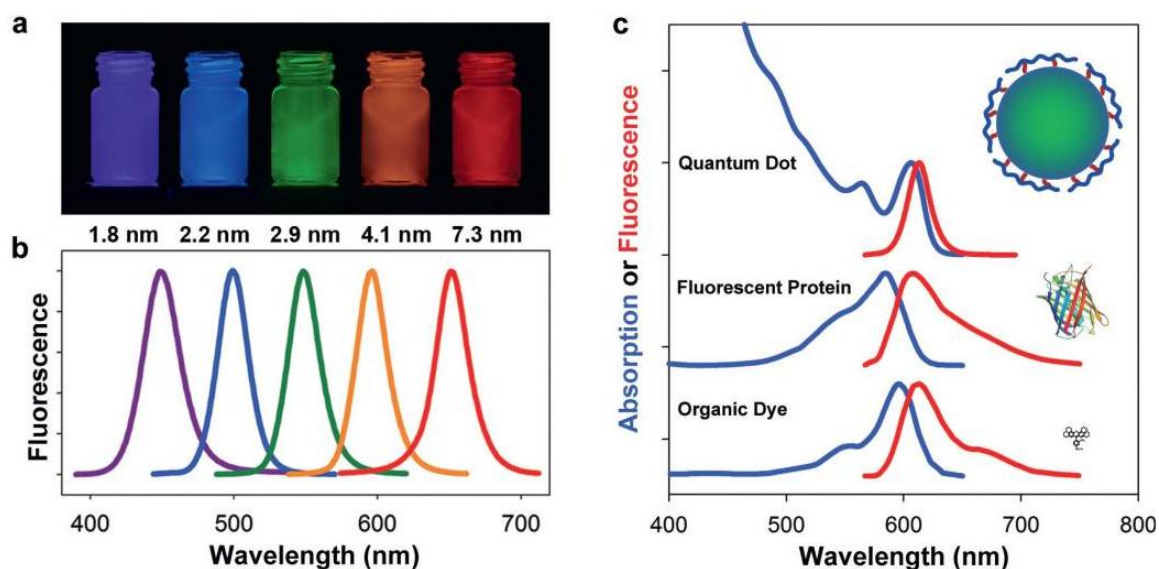 a
1.8 nm 2.2 nm 2.9 nm 4.1 nm 7.3 nm
b
Fluorescence
400 500 600 700
Wavelength (nm)
c
Absorption or Fluorescence
Quantum Dot
Fluorescent Protein
Organic Dye
400 500 600 700 800
Wavelength (nm)